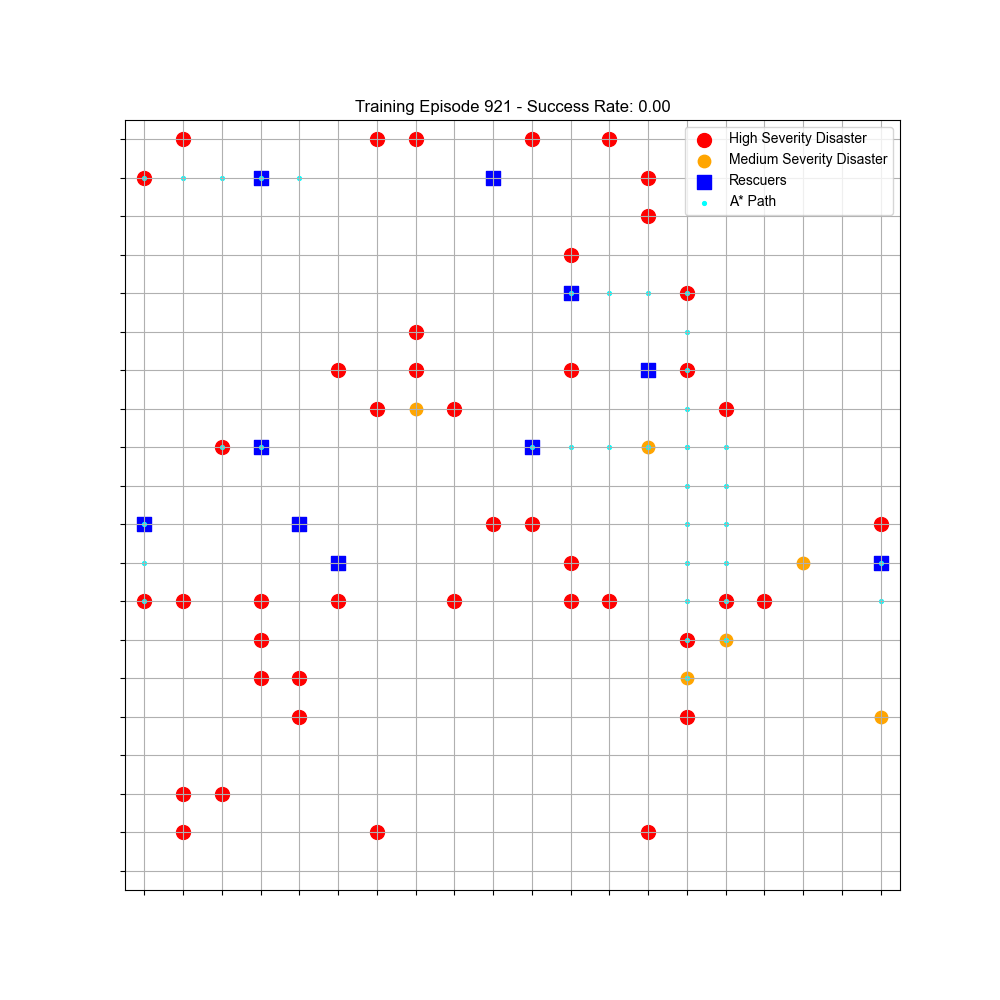 Training Episode 921 - Success Rate: 0.00
High Severity Disaster
Medium Severity Disaster
Rescuers
A* Path